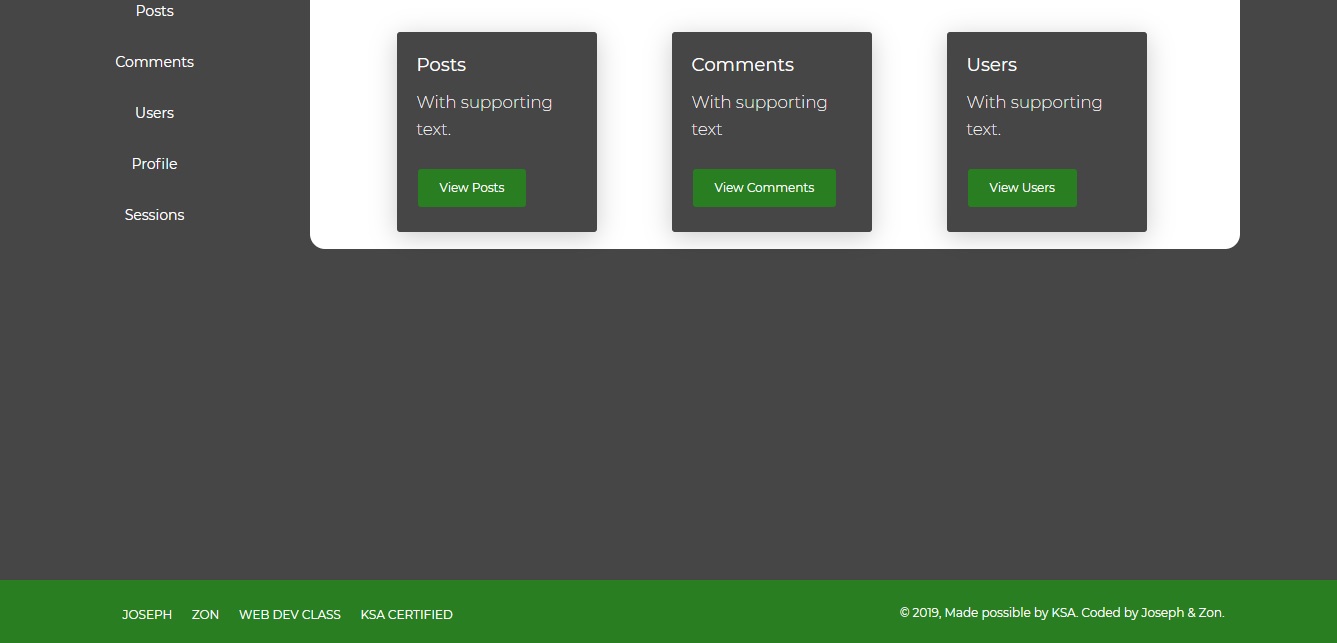 Posts
Comments
Users
Profile
Sessions
Posts
With supporting
text.
View Posts
Comments
With supporting
text
View Comments
Users
With supporting
text.
View Users
JOSEPH ZON WEB DEV CLASS KSA CERTIFIED
© 2019, Made possible by KSA. Coded by Joseph & Zon.